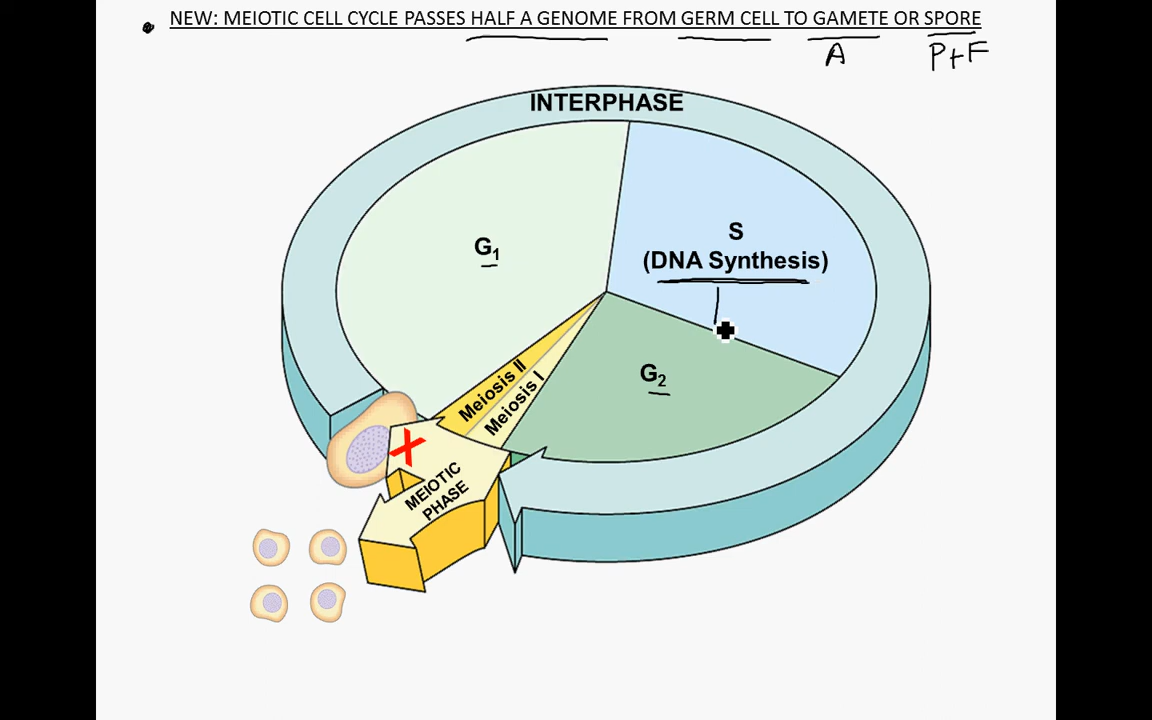 NEW: MEIOTIC CELL CYCLE PASSES HALF A GENOME FROM GERM CELL TO GAMETE OR SPORE
A
P+F
INTERPHASE
S
(DNA Synthesis)
G1
G2
Meiosis II
Meiosis I
X
MEIOTIC
PHASE